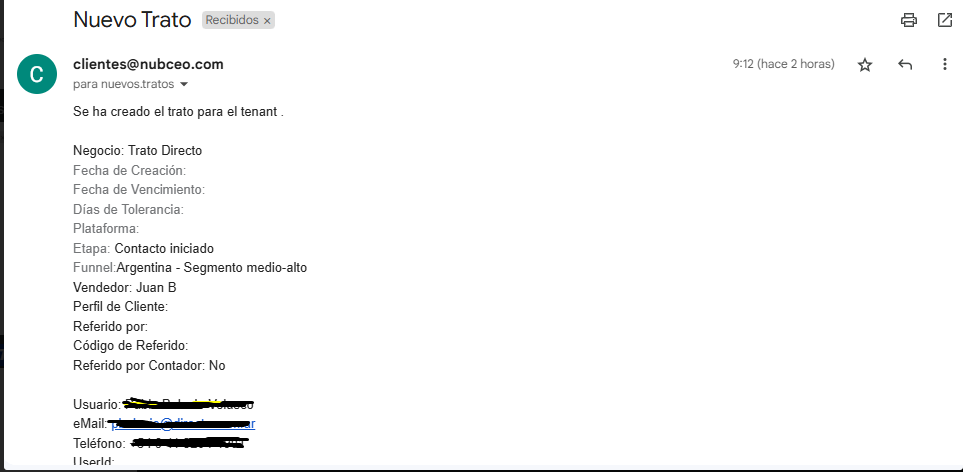 Nuevo Trato Recibidos ×
C
clientes@nubceo.com 9:12 (hace 2 horas)
para nuevos.tratos
Se ha creado el trato para el tenant .
Negocio: Trato Directo
Fecha de Creación:
Fecha de Vencimiento:
Días de Tolerancia:
Plataforma:
Etapa: Contacto iniciado
Funnel:Argentina - Segmento medio-alto
Vendedor: Juan B
Perfil de Cliente:
Referido por:
Código de Referido:
Referido por Contador: No
Usuario:
eMail:
Teléfono:
UserId: